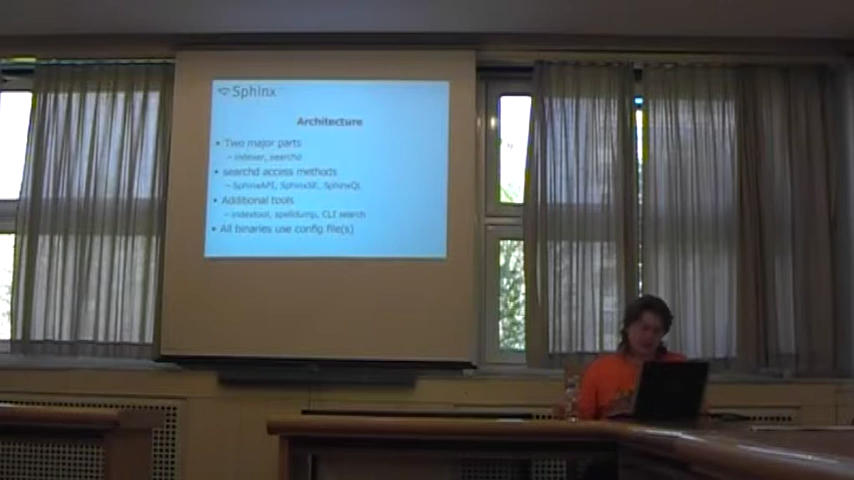 Sphinx
Architecture
• Two major parts
– indexer, searchd
• searchd access methods
– SphinxAPI, SphinxSE, SphinxQL
• Additional tools
– indextool, spelldump, CLI search
• All binaries use config file(s)